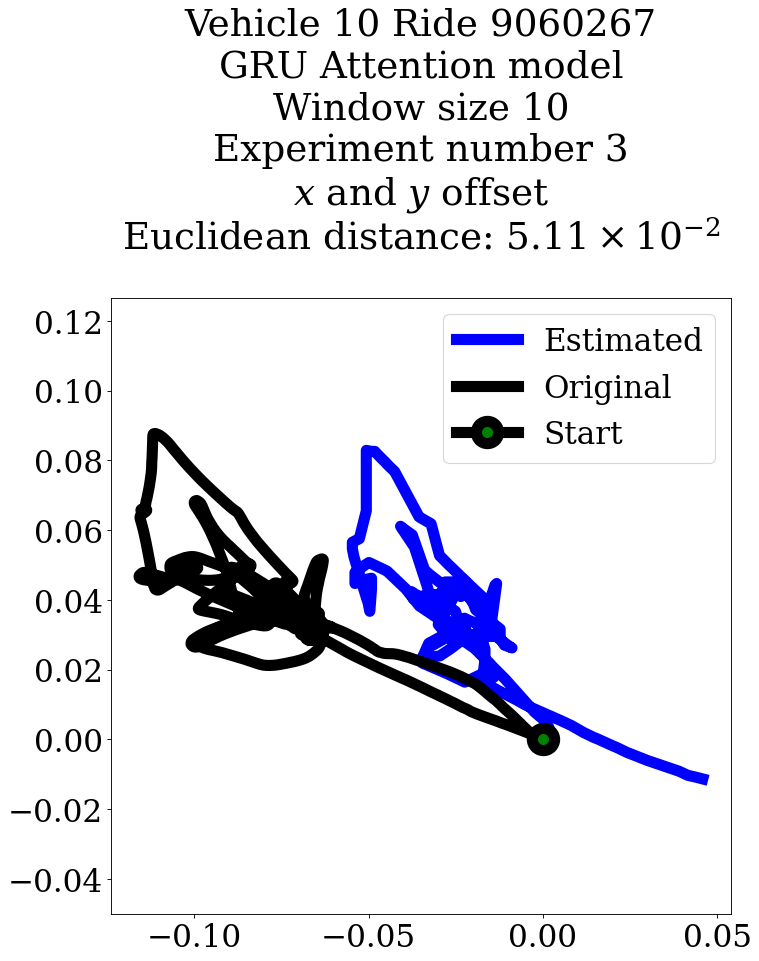 Vehicle 10 Ride 9060267
GRU Attention model
Window size 10
Experiment number 3
x and y offset
Euclidean distance: 5.11 × 10⁻²
Estimated
Original
Start
0.12
0.10
0.08
0.06
0.04
0.02
0.00
−0.02
−0.04
−0.10 −0.05 0.00 0.05